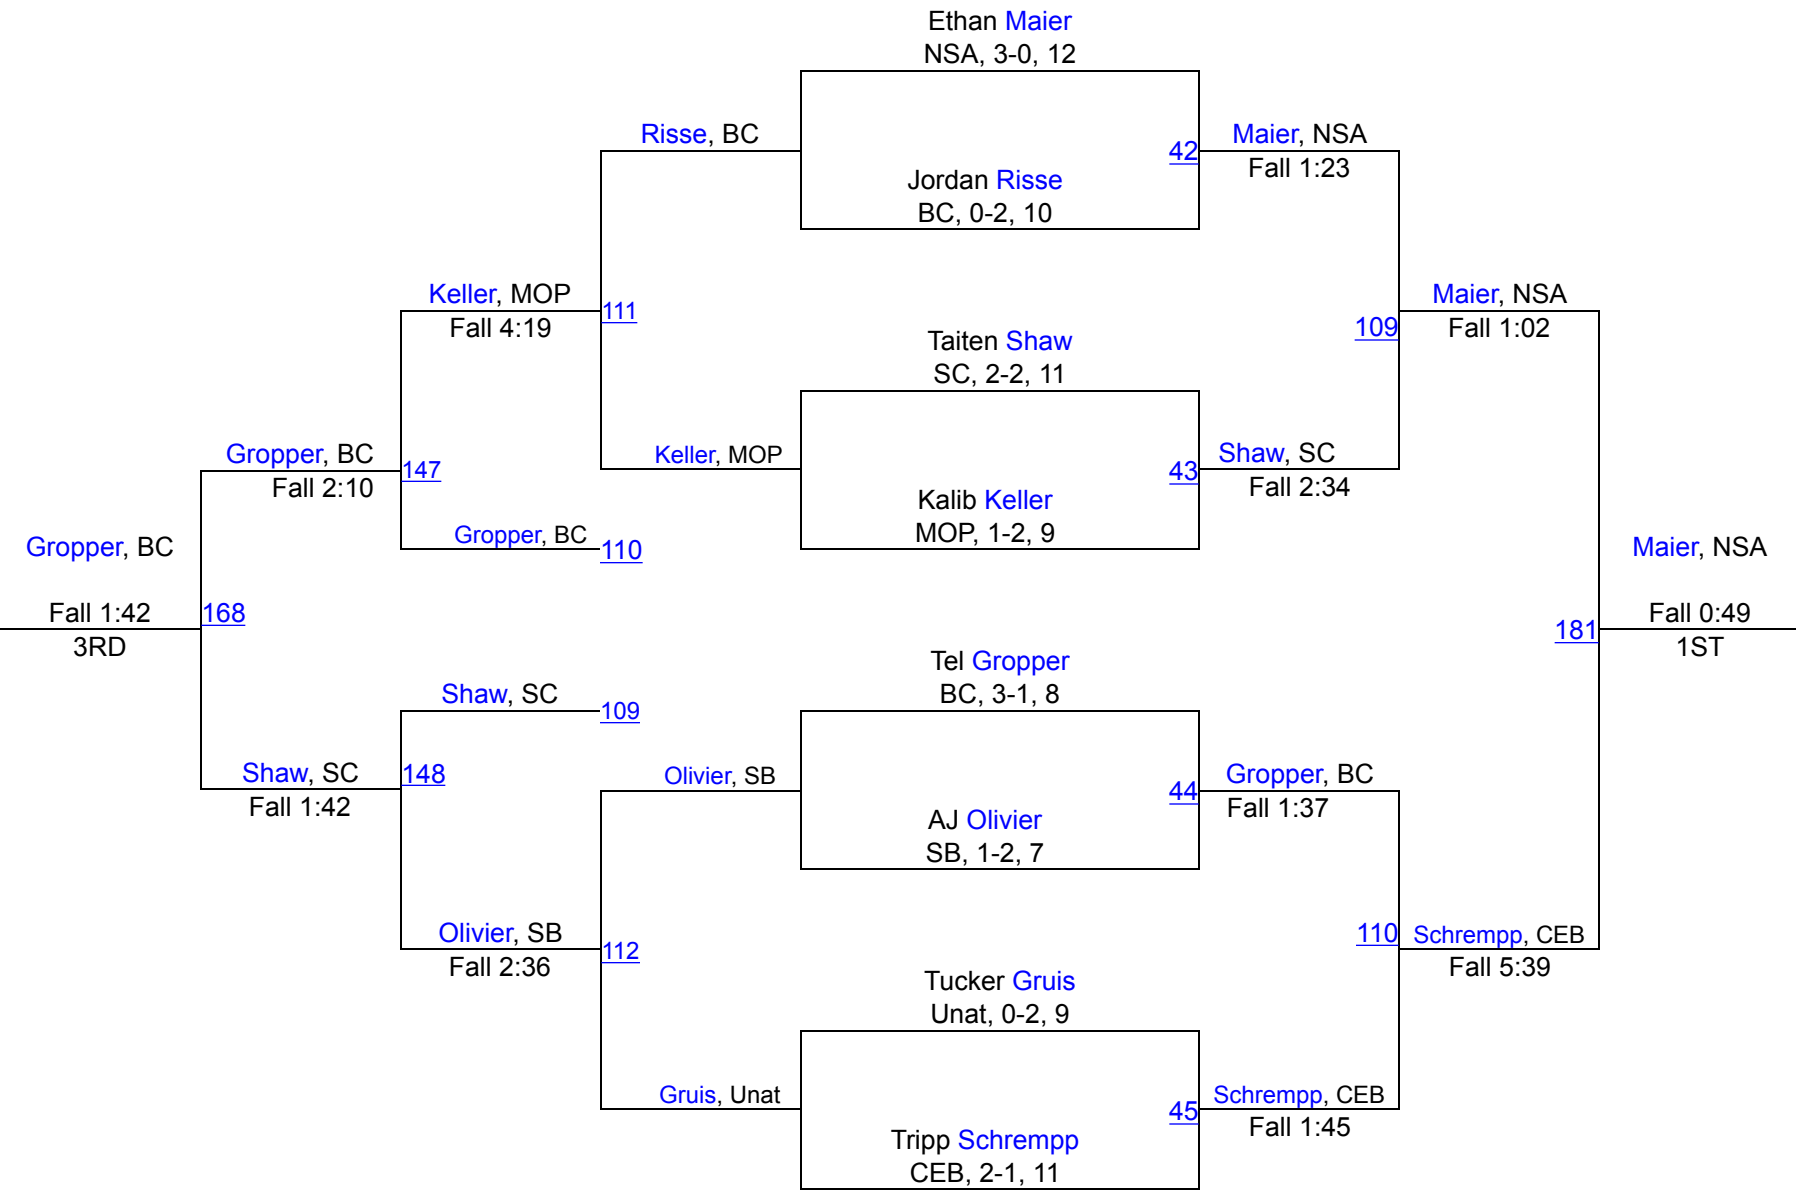 Ethan Maier
NSA, 3-0, 12
Risse, BC
42
Maier, NSA
Fall 1:23
Jordan Risse
BC, 0-2, 10
Keller, MOP
Fall 4:19
111
Maier, NSA
Fall 1:02
109
Taiten Shaw
SC, 2-2, 11
Gropper, BC
Fall 2:10
147
Keller, MOP
43
Shaw, SC
Fall 2:34
Kalib Keller
MOP, 1-2, 9
Gropper, BC
110
Gropper, BC
Fall 1:42
3RD
168
Maier, NSA
Fall 0:49
1ST
181
Tel Gropper
BC, 3-1, 8
Shaw, SC
109
Shaw, SC
Fall 1:42
148
Olivier, SB
44
Gropper, BC
Fall 1:37
AJ Olivier
SB, 1-2, 7
Olivier, SB
Fall 2:36
112
110
Schrempp, CEB
Fall 5:39
Tucker Gruis
Unat, 0-2, 9
Gruis, Unat
45
Schrempp, CEB
Fall 1:45
Tripp Schrempp
CEB, 2-1, 11